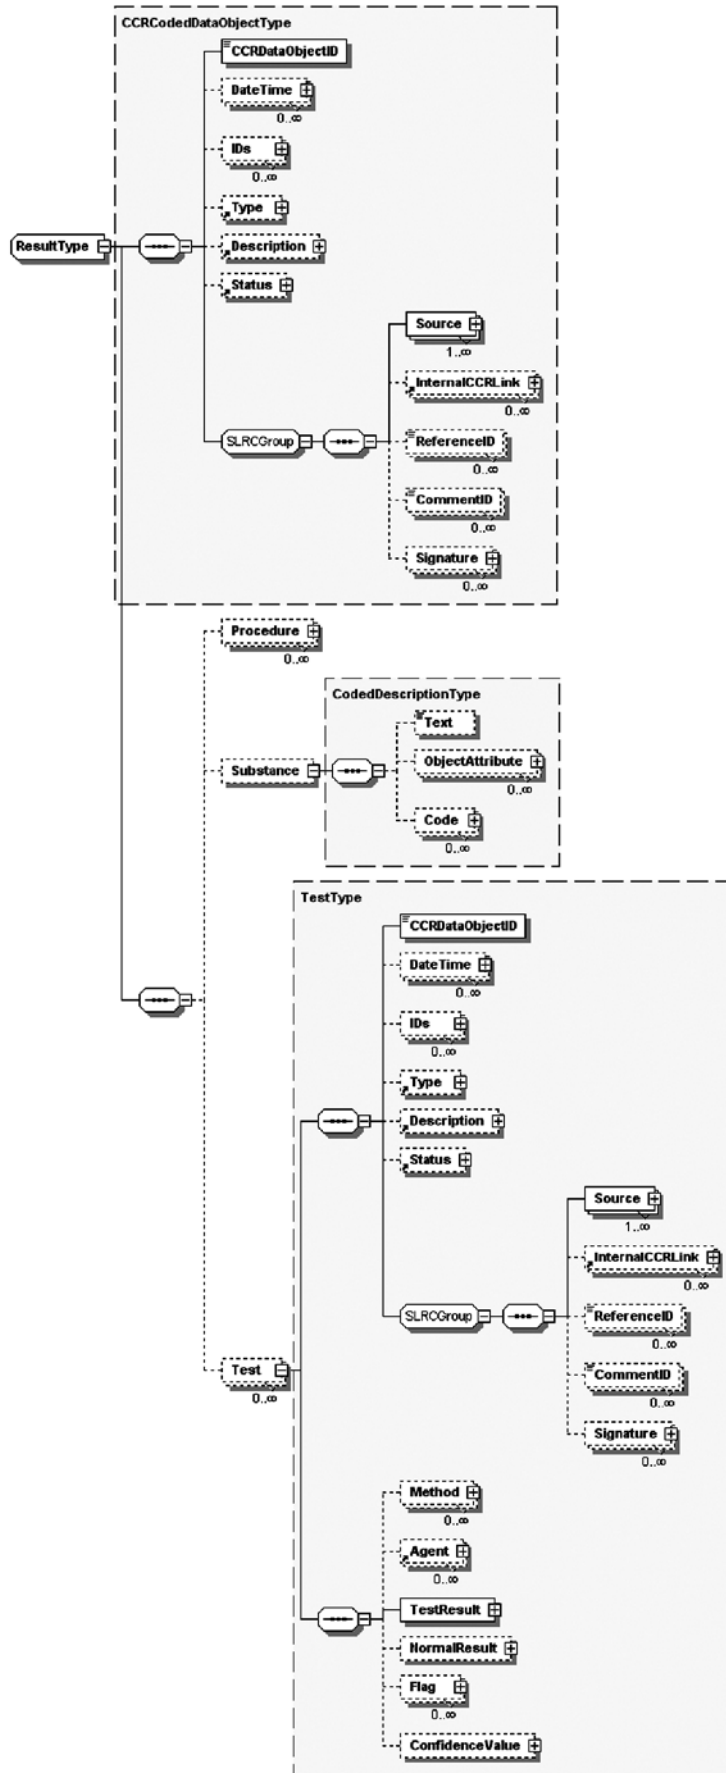 CCRCodedDataObjectType
CCRDataObjectID
DateTime
0..∞
IDs
0..∞
Type
ResultType
Description
Status
Source
1..∞
InternalCCRLink
0..∞
SLRCGroup
ReferenceID
0..∞
CommentID
0..∞
Signature
0..∞
Procedure
0..∞
CodedDescriptionType
Text
Substance
ObjectAttribute
0..∞
Code
0..∞
TestType
CCRDataObjectID
DateTime
0..∞
IDs
0..∞
Type
Description
Status
Source
1..∞
InternalCCRLink
0..∞
SLRCGroup
ReferenceID
0..∞
Test
0..∞
CommentID
0..∞
Signature
0..∞
Method
0..∞
Agent
0..∞
TestResult
NormalResult
Flag
0..∞
ConfidenceValue